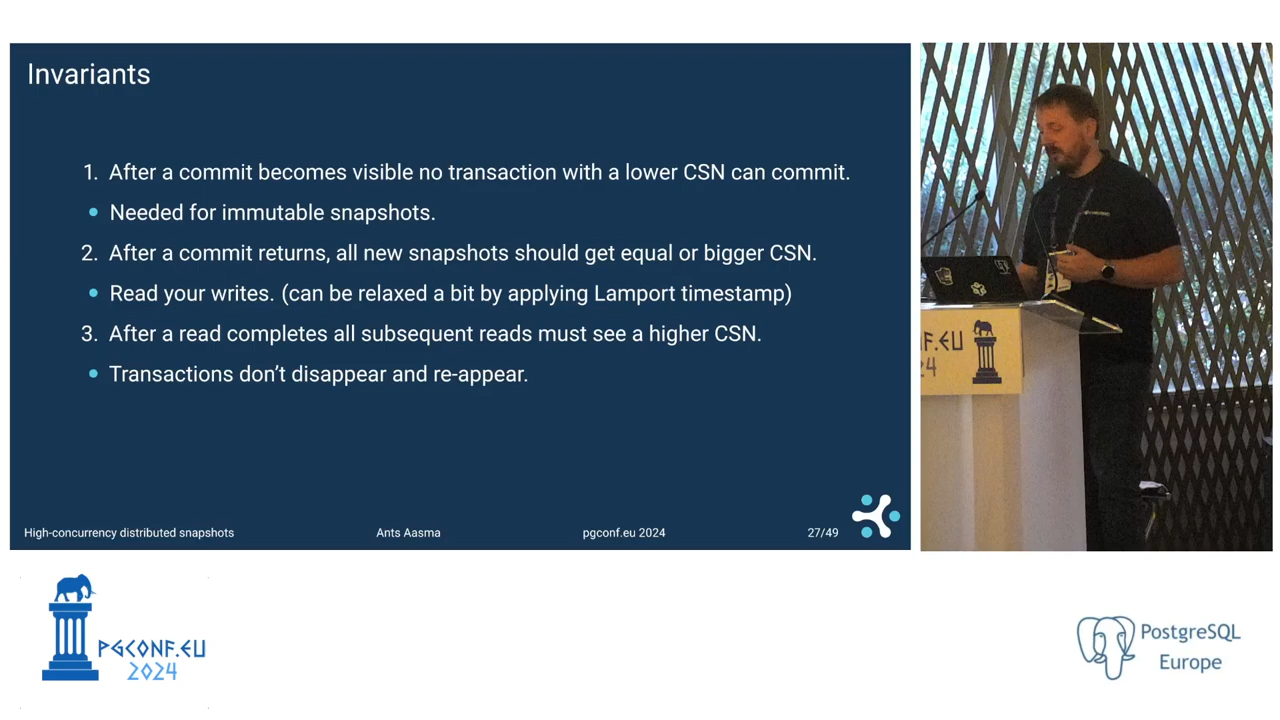 Invariants
1. After a commit becomes visible no transaction with a lower CSN can commit.
• Needed for immutable snapshots.
2. After a commit returns, all new snapshots should get equal or bigger CSN.
• Read your writes. (can be relaxed a bit by applying Lamport timestamp)
3. After a read completes all subsequent reads must see a higher CSN.
• Transactions don't disappear and re-appear.
High-concurrency distributed snapshots
Ants Aasma
pgconf.eu 2024
27/49
F.EU
24
PGCONF.EU
2024
PostgreSQL
Europe